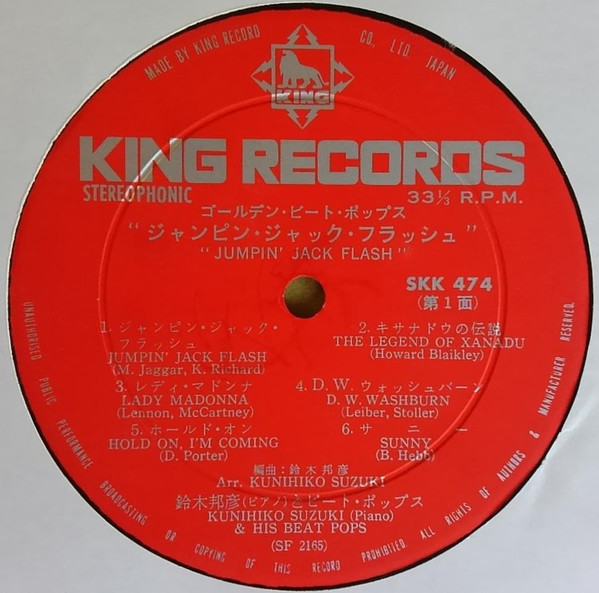 MADE BY KING RECORD CO., LTD. JAPAN
KING
KING RECORDS
STEREOPHONIC
33⅓ R.P.M.
ゴールデン・ビート・ポップス
"ジャンピン・ジャック・フラッシュ"
"JUMPIN' JACK FLASH"
SKK 474
(第1面)
1. ジャンピン・ジャック・
フラッシュ
JUMPIN' JACK FLASH
(M. Jaggar, K. Richard)
2. キサナドウの伝説
THE LEGEND OF XANADU
(Howard Blaikley)
3. レディ・マドンナ
LADY MADONNA
(Lennon, McCartney)
4. D. W. ウォッシュバーン
D. W. WASHBURN
(Leiber, Stoller)
5. ホールド・オン
HOLD ON, I'M COMING
(D. Porter)
6. サニー
SUNNY
(B. Hebb)
編曲:鈴木邦彦
Arr. KUNIHIKO SUZUKI
鈴木邦彦(ピアノ)とビート・ポップス
KUNIHIKO SUZUKI (Piano)
& HIS BEAT POPS
(SF 2165)
UNAUTHORISED PUBLIC PERFORMANCE BROADCASTING OR COPYING OF THIS RECORD PROHIBITED. ALL RIGHTS OF AUTHORS & MANUFACTURER RESERVED.